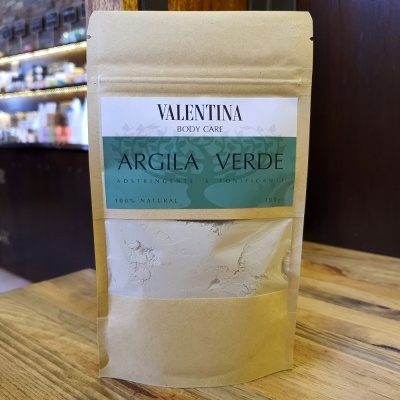 VALENTINA
BODY CARE
ARGILA VERDE
ADSTRINGENTE & TONIFICANTE
100% NATURAL